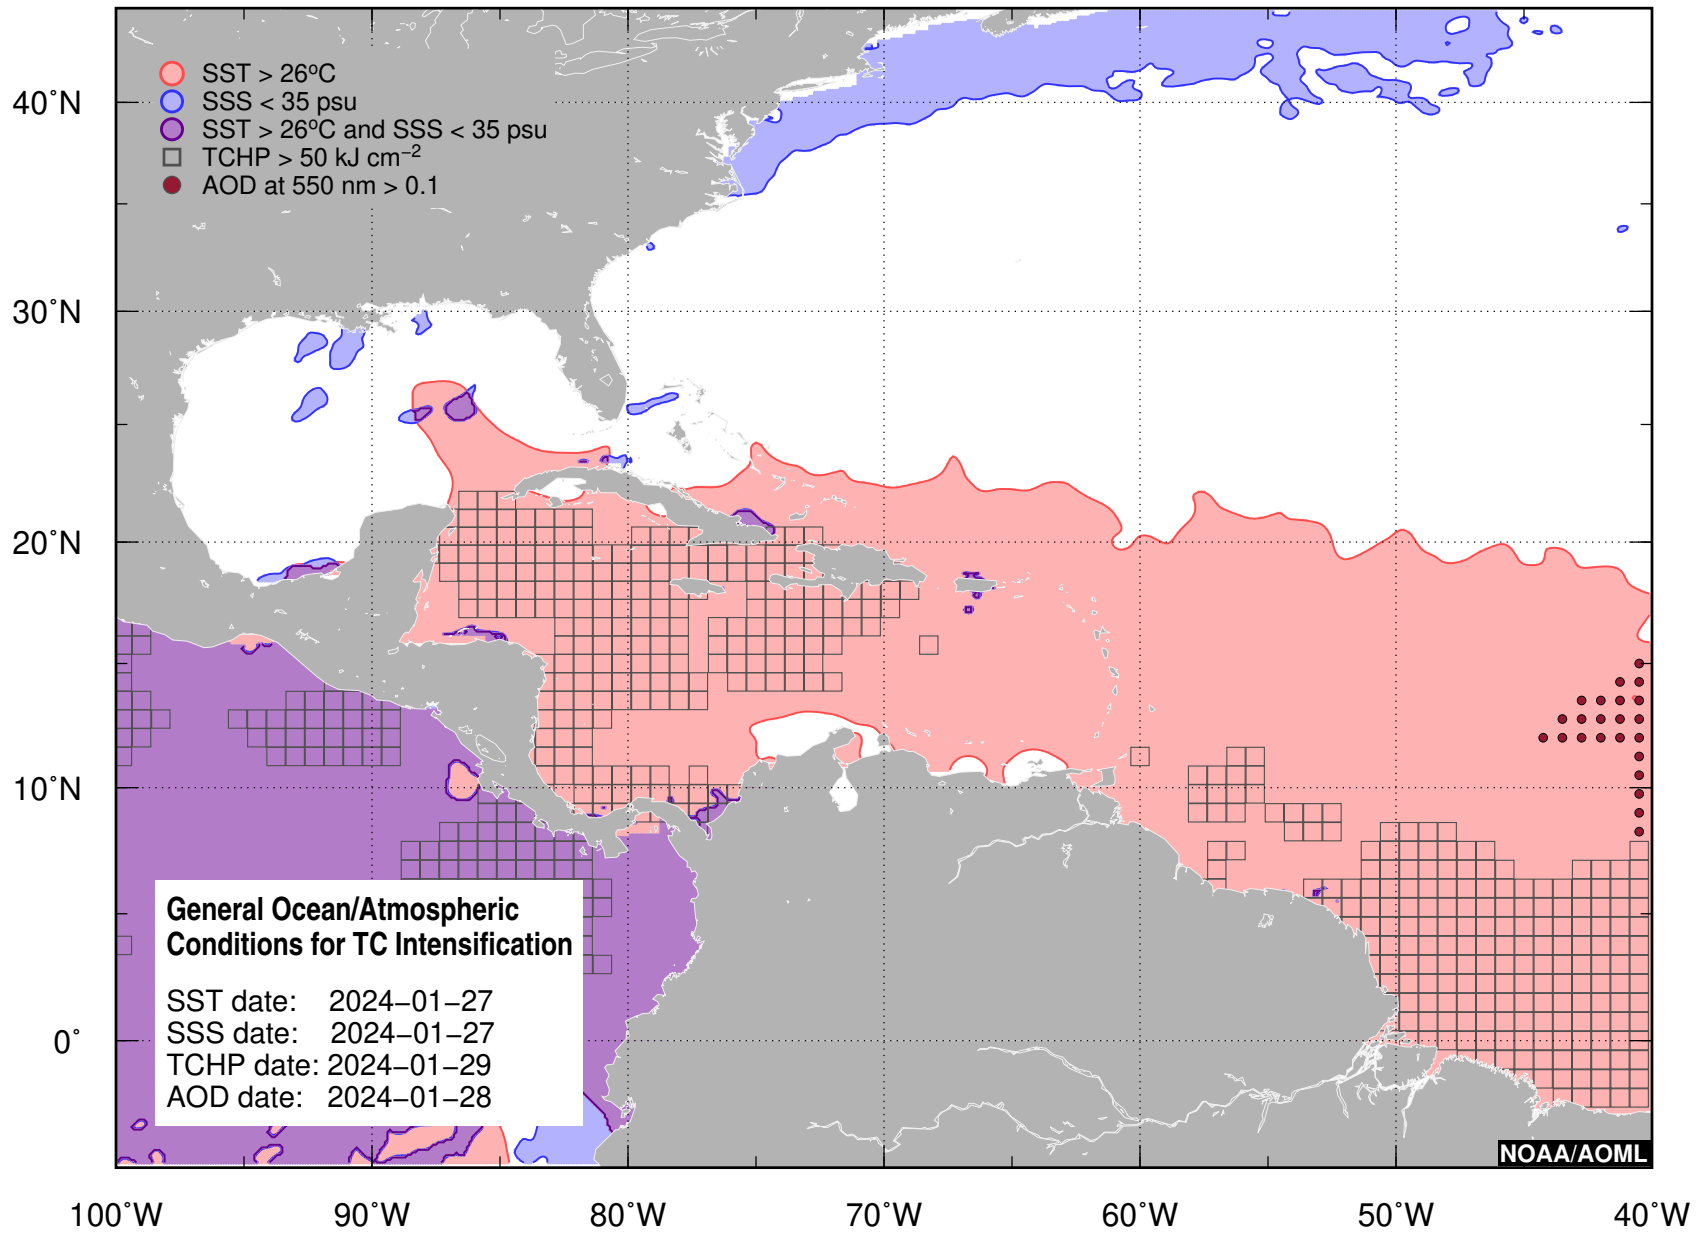 SST > 26°C
SSS < 35 psu
SST > 26°C and SSS < 35 psu
TCHP > 50 kJ cm⁻²
AOD at 550 nm > 0.1
40°N
30°N
20°N
10°N
0°
General Ocean/Atmospheric
Conditions for TC Intensification
SST date: 2024−01−27
SSS date: 2024−01−27
TCHP date: 2024−01−29
AOD date: 2024−01−28
NOAA/AOML
100°W 90°W 80°W 70°W 60°W 50°W 40°W